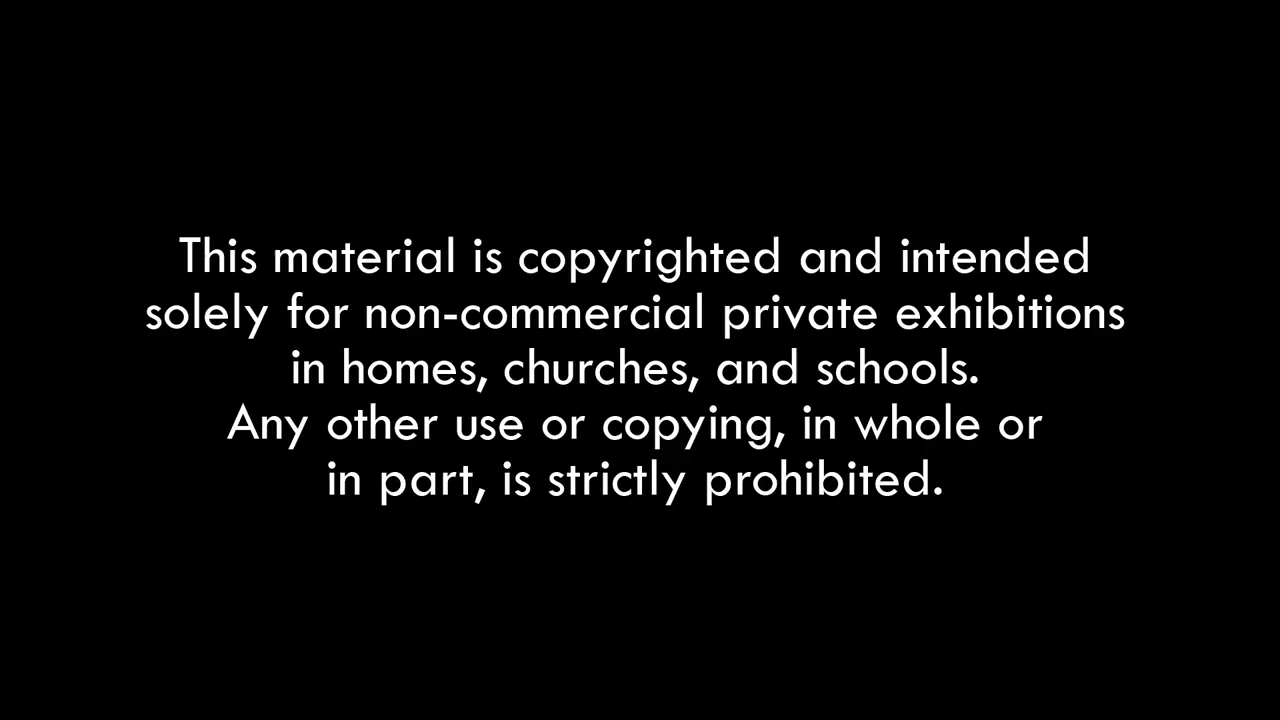 This material is copyrighted and intended
solely for non-commercial private exhibitions
in homes, churches, and schools.
Any other use or copying, in whole or
in part, is strictly prohibited.